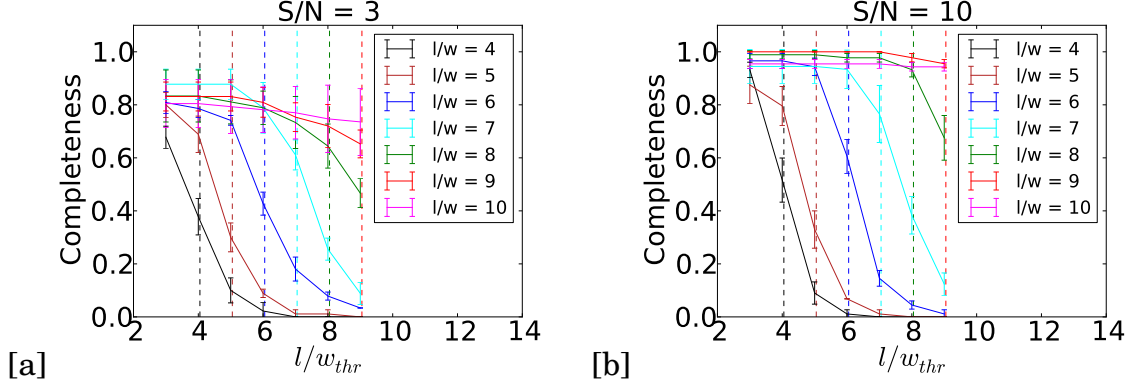 S/N = 3
1.0
0.8
0.6
0.4
0.2
0.0
Completeness
2 4 6 8 10 12 14
l/w_thr
l/w = 4
l/w = 5
l/w = 6
l/w = 7
l/w = 8
l/w = 9
l/w = 10
[a]
S/N = 10
1.0
0.8
0.6
0.4
0.2
0.0
Completeness
2 4 6 8 10 12 14
l/w_thr
l/w = 4
l/w = 5
l/w = 6
l/w = 7
l/w = 8
l/w = 9
l/w = 10
[b]